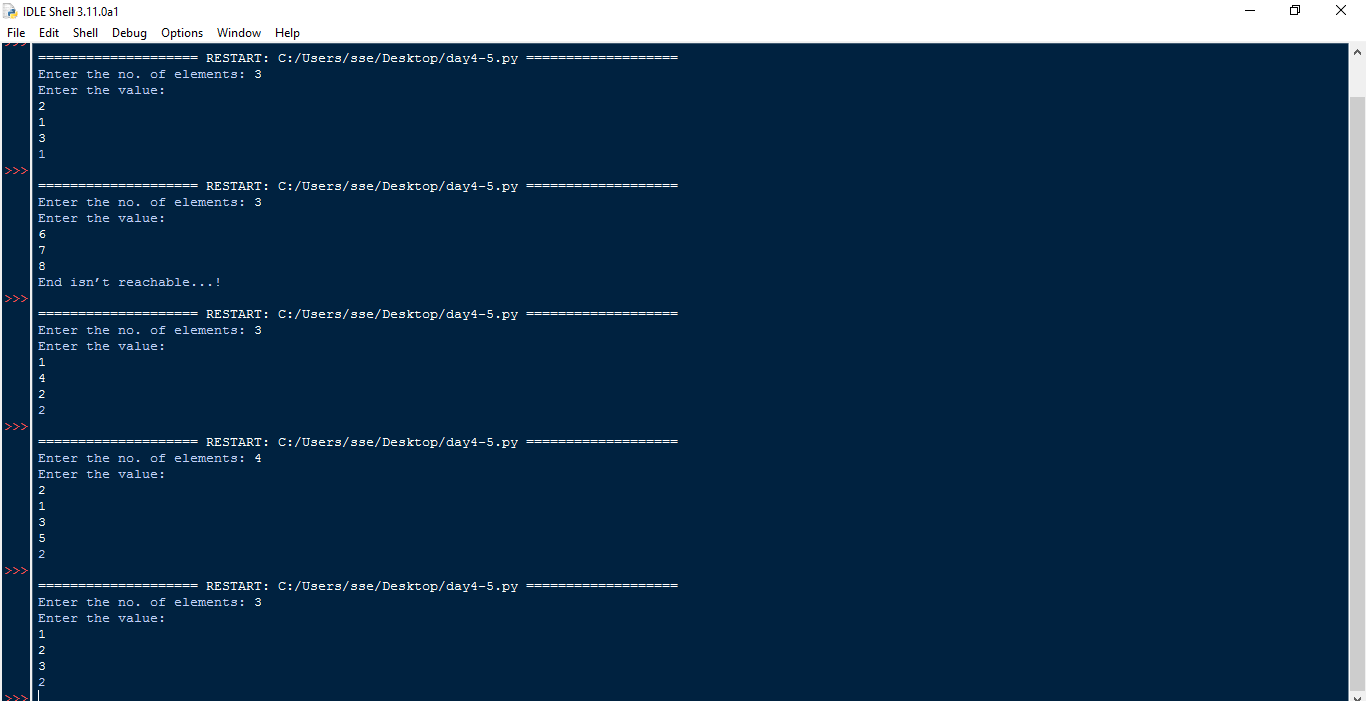 IDLE Shell 3.11.0a1
File Edit Shell Debug Options Window Help
>>>
==================== RESTART: C:/Users/sse/Desktop/day4-5.py ===================
Enter the no. of elements: 3
Enter the value:
2
1
3
1
>>>
==================== RESTART: C:/Users/sse/Desktop/day4-5.py ===================
Enter the no. of elements: 3
Enter the value:
6
7
8
End isn’t reachable...!
>>>
==================== RESTART: C:/Users/sse/Desktop/day4-5.py ===================
Enter the no. of elements: 3
Enter the value:
1
4
2
2
>>>
==================== RESTART: C:/Users/sse/Desktop/day4-5.py ===================
Enter the no. of elements: 4
Enter the value:
2
1
3
5
2
>>>
==================== RESTART: C:/Users/sse/Desktop/day4-5.py ===================
Enter the no. of elements: 3
Enter the value:
1
2
3
2
>>>